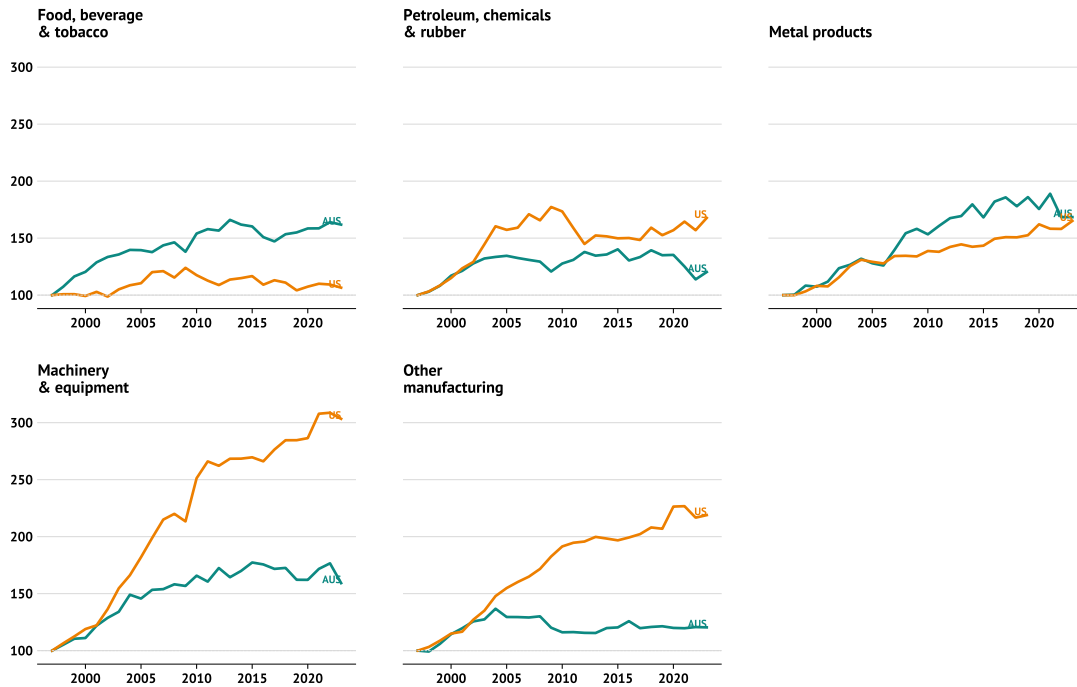 Food, beverage
& tobacco
Petroleum, chemicals
& rubber
Metal products
300
250
200
150
100
AUS
US
US
AUS
AUS
US
2000
2005
2010
2015
2020
2000
2005
2010
2015
2020
2000
2005
2010
2015
2020
Machinery
& equipment
Other
manufacturing
300
250
200
150
100
US
AUS
US
AUS
2000
2005
2010
2015
2020
2000
2005
2010
2015
2020